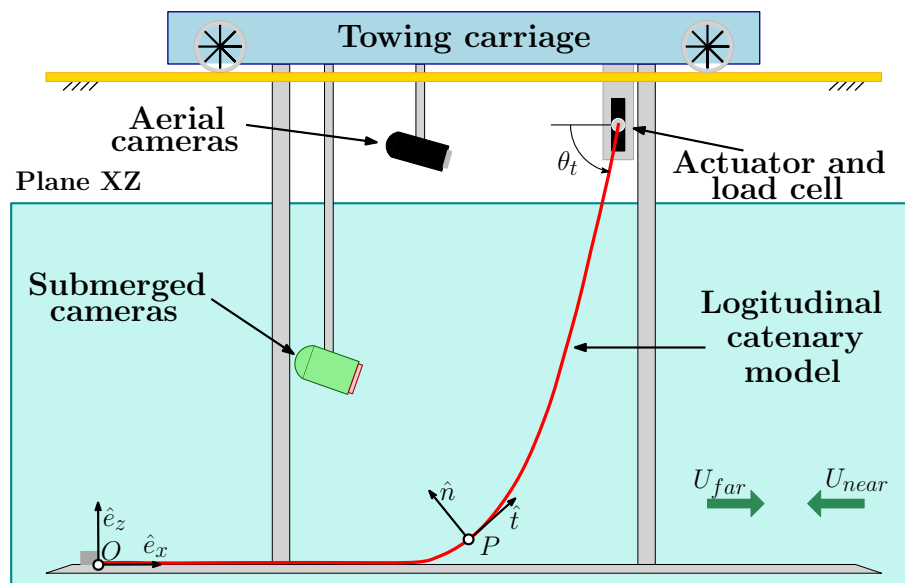 Towing carriage
Aerial
cameras
θ_t
Actuator and
load cell
Plane XZ
Submerged
cameras
Logitudinal
catenary
model
U_far
U_near
n̂
t̂
P
ê_z
O
ê_x